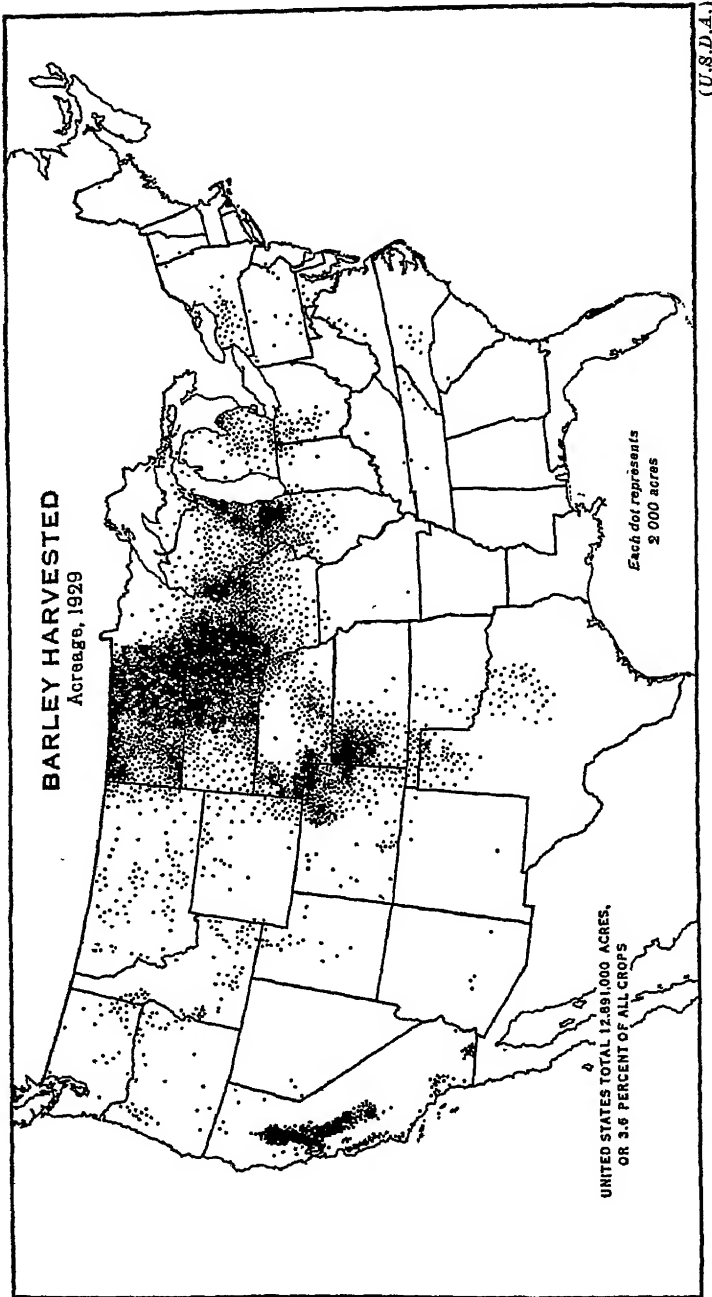 BARLEY HARVESTED
Acreage, 1929
Each dot represents
2 000 acres
UNITED STATES TOTAL 12,891,000 ACRES,
OR 3.6 PERCENT OF ALL CROPS
(U.S.D.A.)